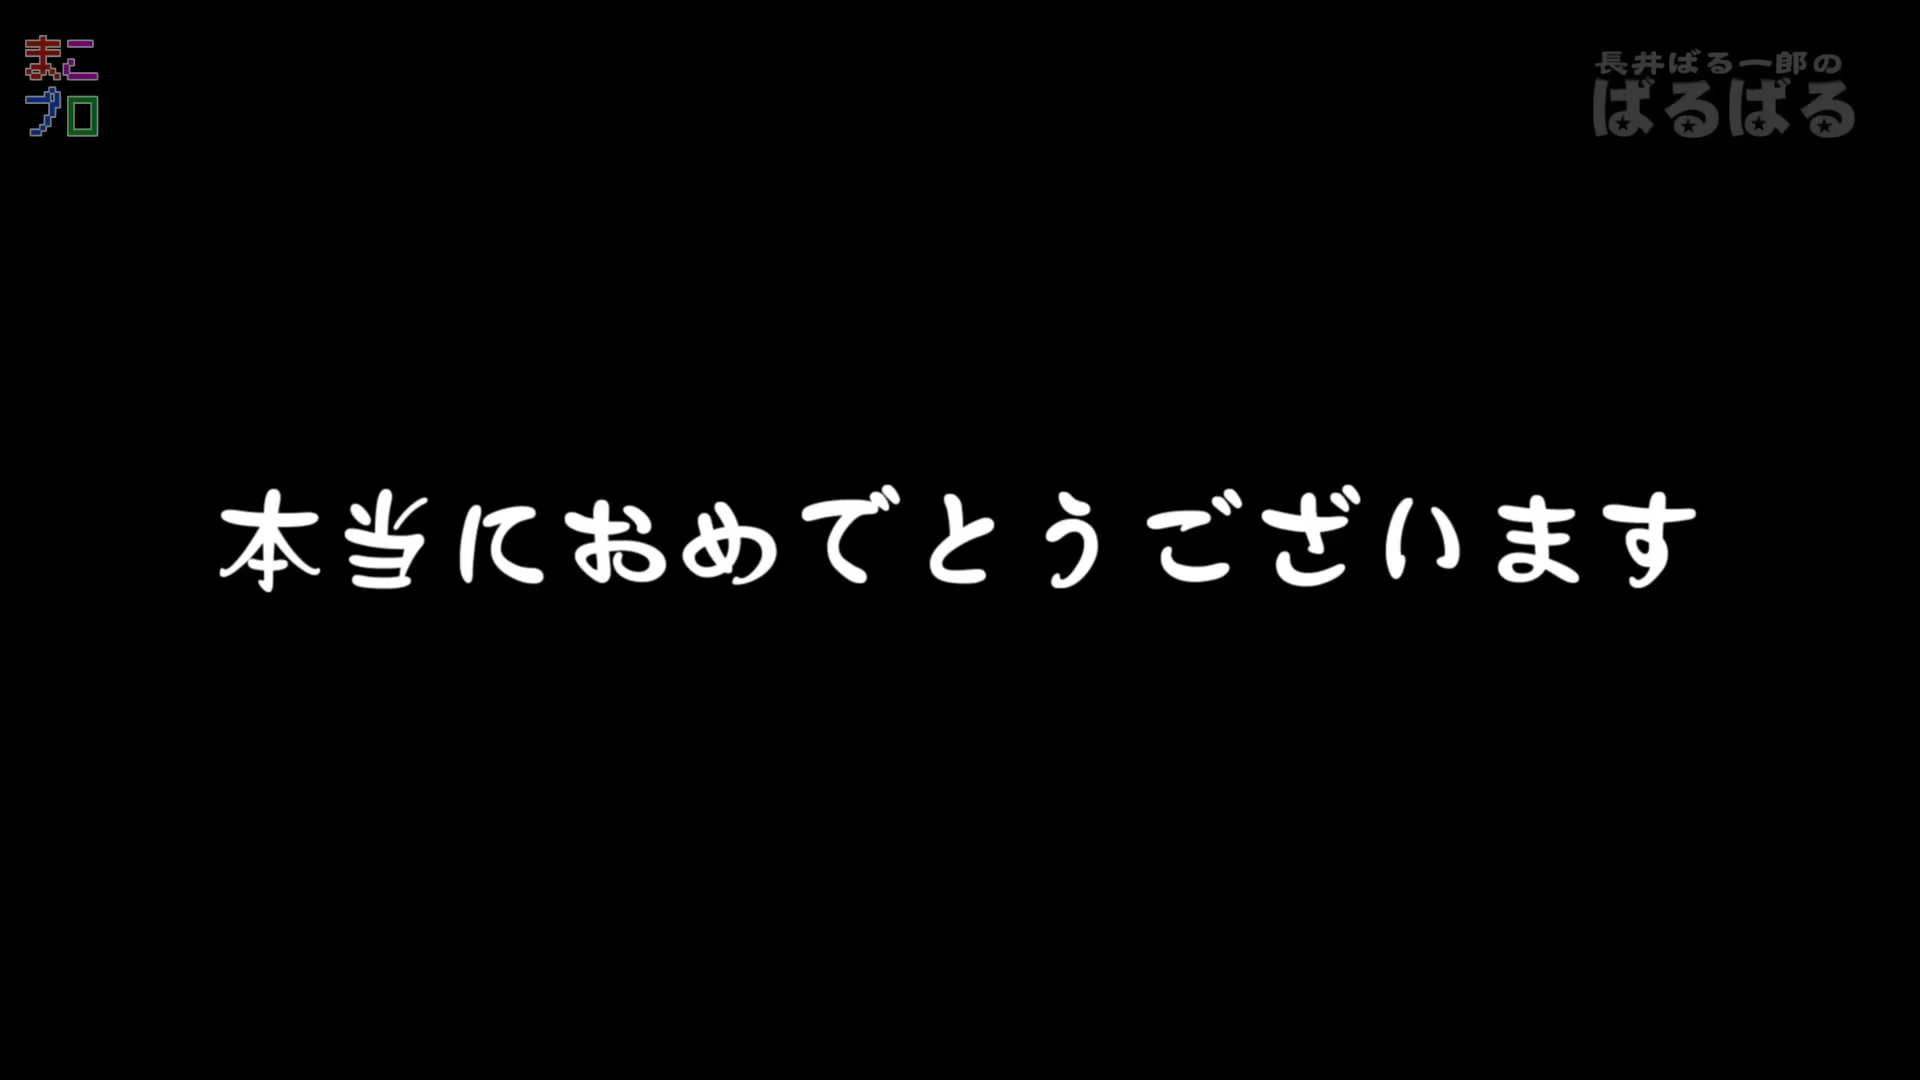 まこ
プロ
長井ばる一郎の
ばるばる
本当におめでとうございます